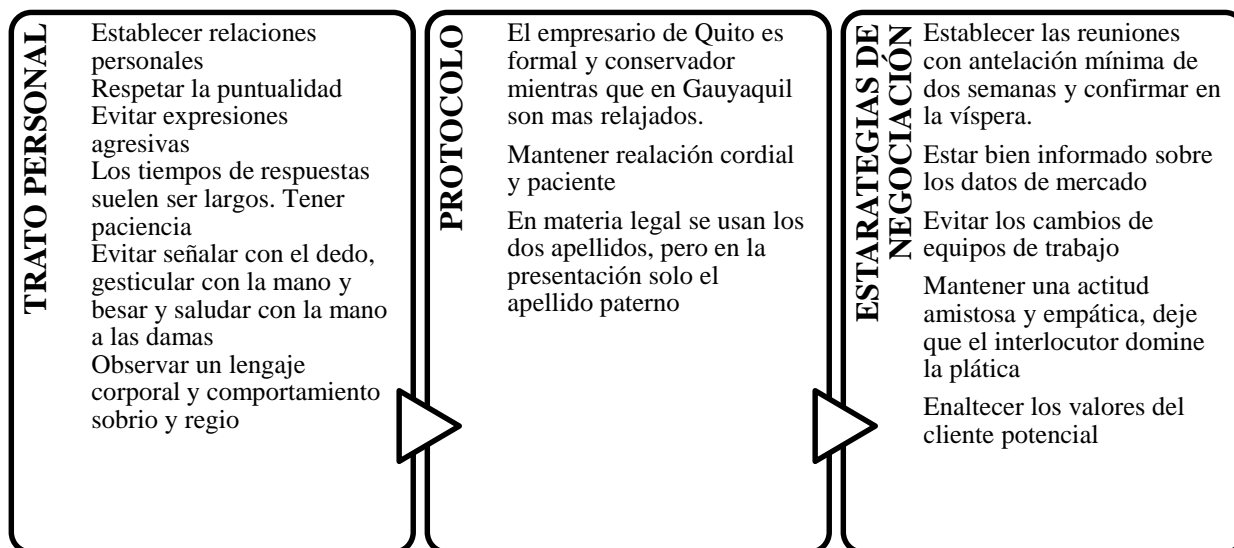 TRATO PERSONAL
Establecer relaciones
personales
Respetar la puntualidad
Evitar expresiones
agresivas
Los tiempos de respuestas
suelen ser largos. Tener
paciencia
Evitar señalar con el dedo,
gesticular con la mano y
besar y saludar con la mano
a las damas
Observar un lengaje
corporal y comportamiento
sobrio y regio
PROTOCOLO
El empresario de Quito es
formal y conservador
mientras que en Gauyaquil
son mas relajados.
Mantener realación cordial
y paciente
En materia legal se usan los
dos apellidos, pero en la
presentación solo el
apellido paterno
ESTARATEGIAS DE
NEGOCIACIÓN
Establecer las reuniones
con antelación mínima de
dos semanas y confirmar en
la víspera.
Estar bien informado sobre
los datos de mercado
Evitar los cambios de
equipos de trabajo
Mantener una actitud
amistosa y empática, deje
que el interlocutor domine
la plática
Enaltecer los valores del
cliente potencial